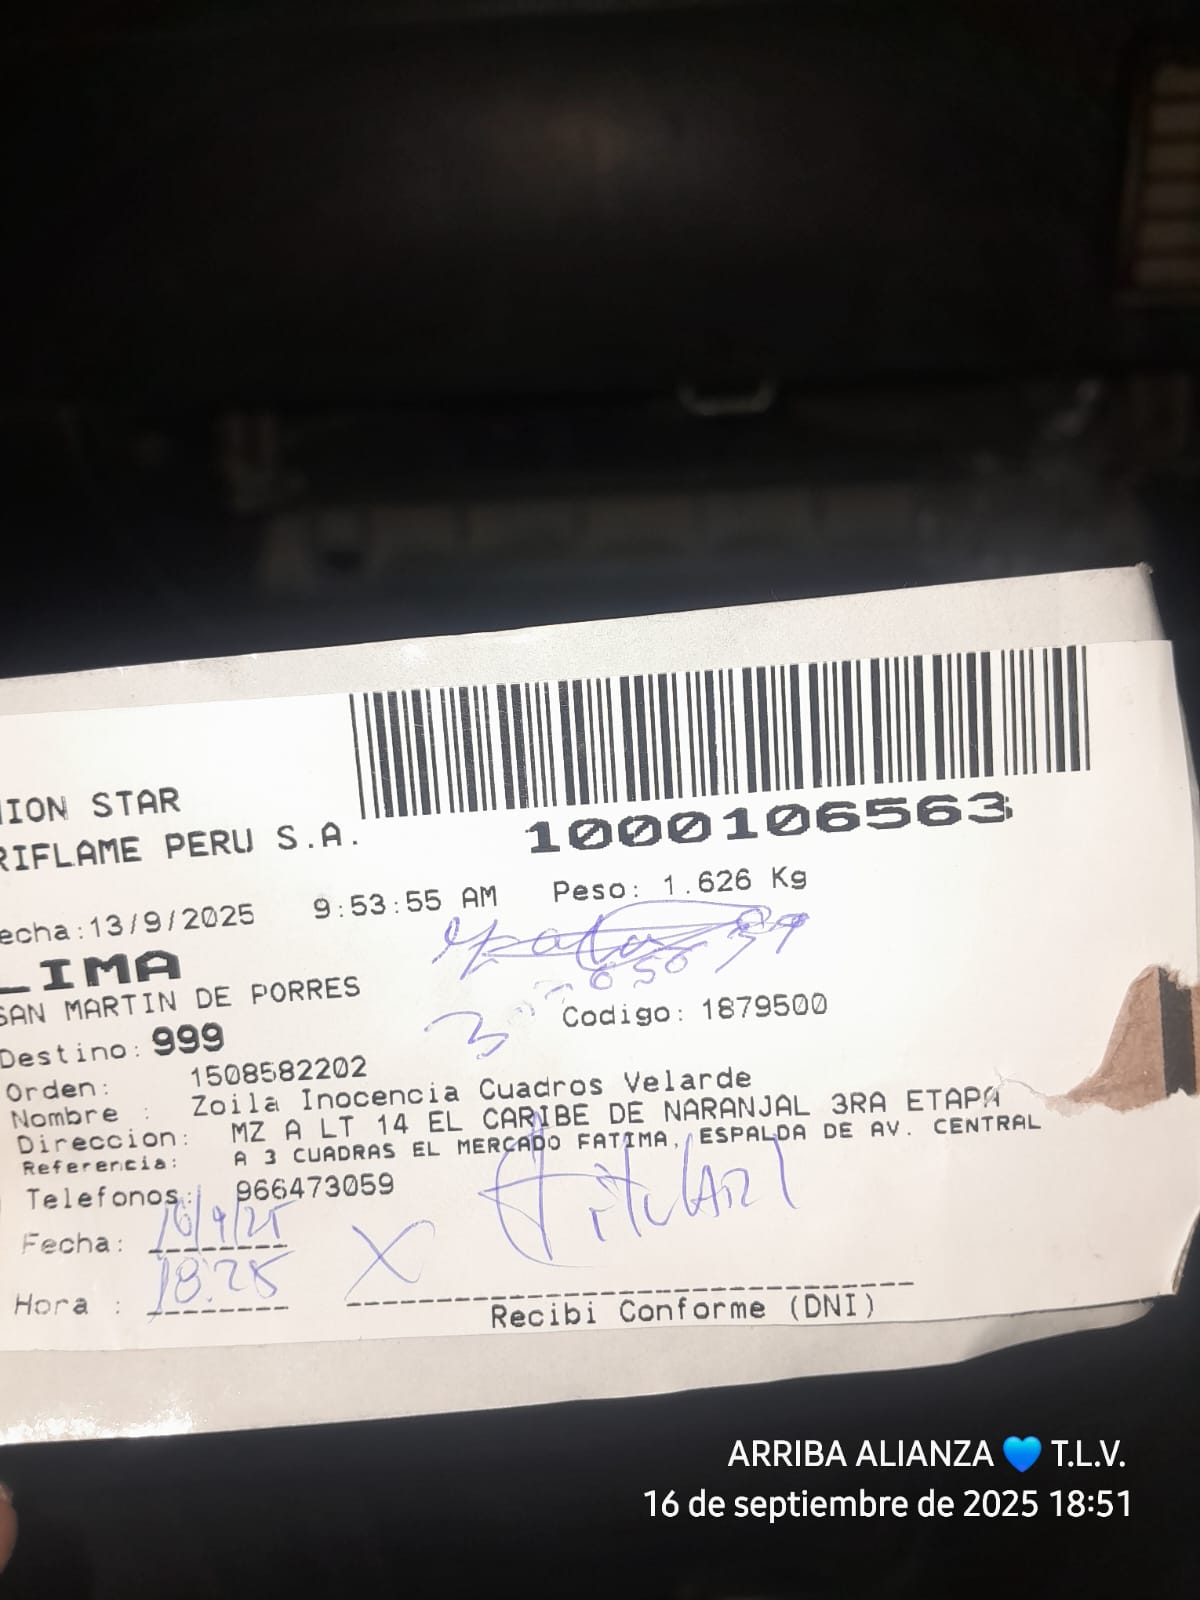 ION STAR
RIFLAME PERU S.A.
1000106563
echa:13/9/2025 9:53:55 AM Peso: 1.626 Kg
LIMA
SAN MARTIN DE PORRES
656
3
Codigo: 1879500
Destino: 999
Orden: 1508582202
Nombre : Zoila Inocencia Cuadros Velarde
Direccion: MZ A LT 14 EL CARIBE DE NARANJAL 3RA ETAPA
Referencia: A 3 CUADRAS EL MERCADO FATIMA, ESPALDA DE AV. CENTRAL
Telefonos: 966473059
Fecha: 16/9/25
Titular
Hora : 18:25 X
Recibi Conforme (DNI)
ARRIBA ALIANZA 💙 T.L.V.
16 de septiembre de 2025 18:51